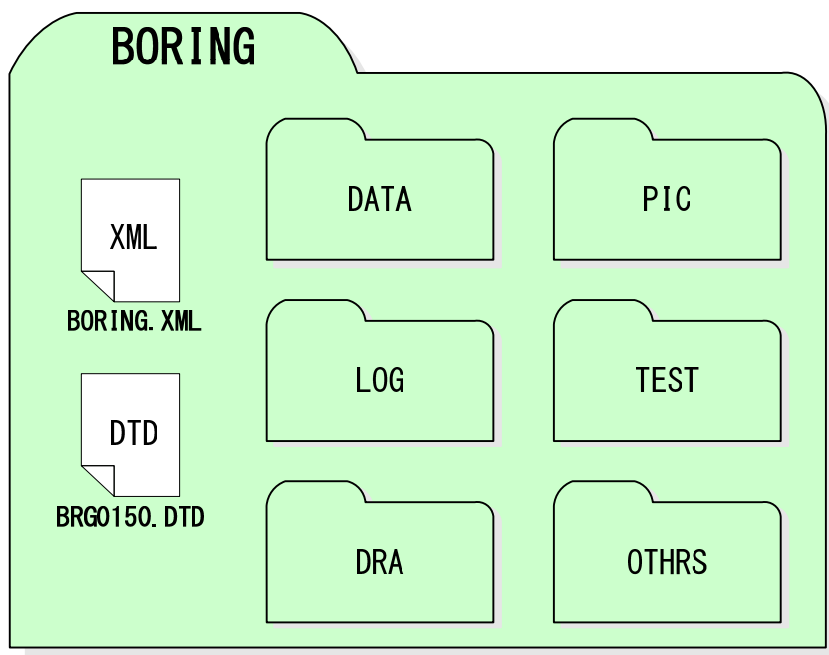 BORING
XML
BORING.XML
DTD
BRG0150.DTD
DATA
PIC
LOG
TEST
DRA
OTHRS